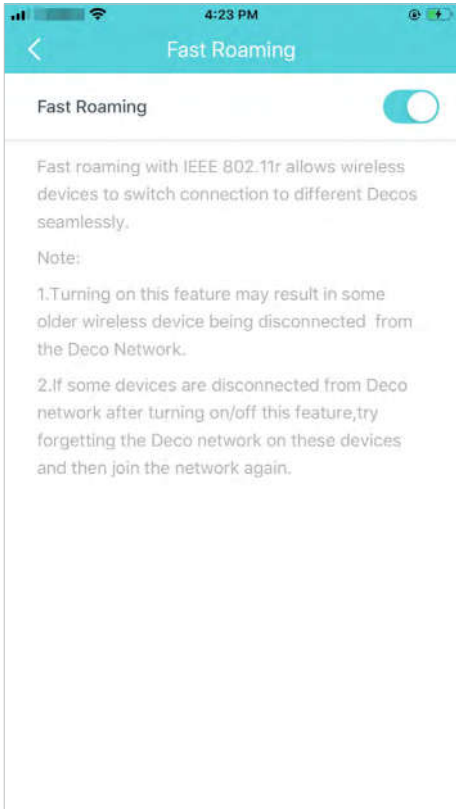 4:23 PM
Fast Roaming
Fast Roaming
Fast roaming with IEEE 802.11r allows wireless
devices to switch connection to different Decos
seamlessly.
Note:
1.Turning on this feature may result in some
older wireless device being disconnected from
the Deco Network.
2.If some devices are disconnected from Deco
network after turning on/off this feature,try
forgetting the Deco network on these devices
and then join the network again.